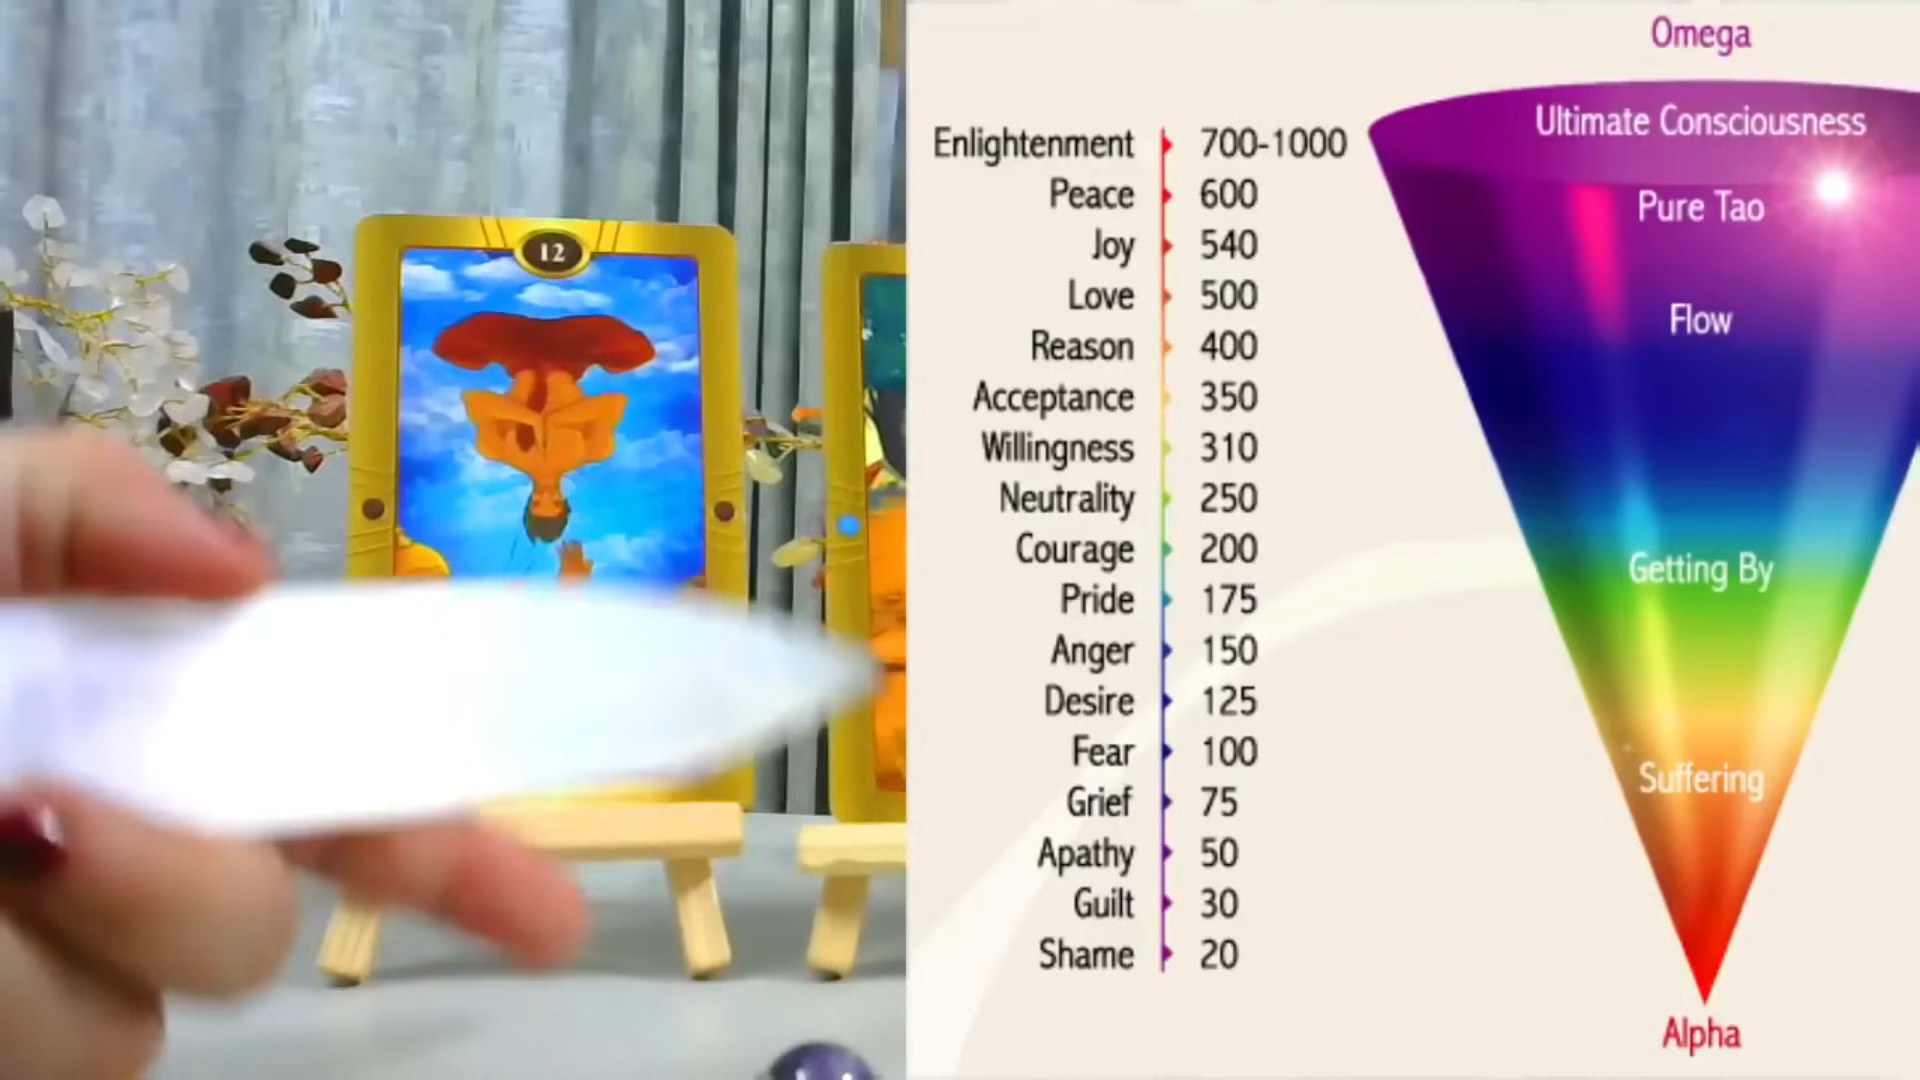 12
Enlightenment 700-1000
Peace 600
Joy 540
Love 500
Reason 400
Acceptance 350
Willingness 310
Neutrality 250
Courage 200
Pride 175
Anger 150
Desire 125
Fear 100
Grief 75
Apathy 50
Guilt 30
Shame 20
Omega
Ultimate Consciousness
Pure Tao
Flow
Getting By
Suffering
Alpha